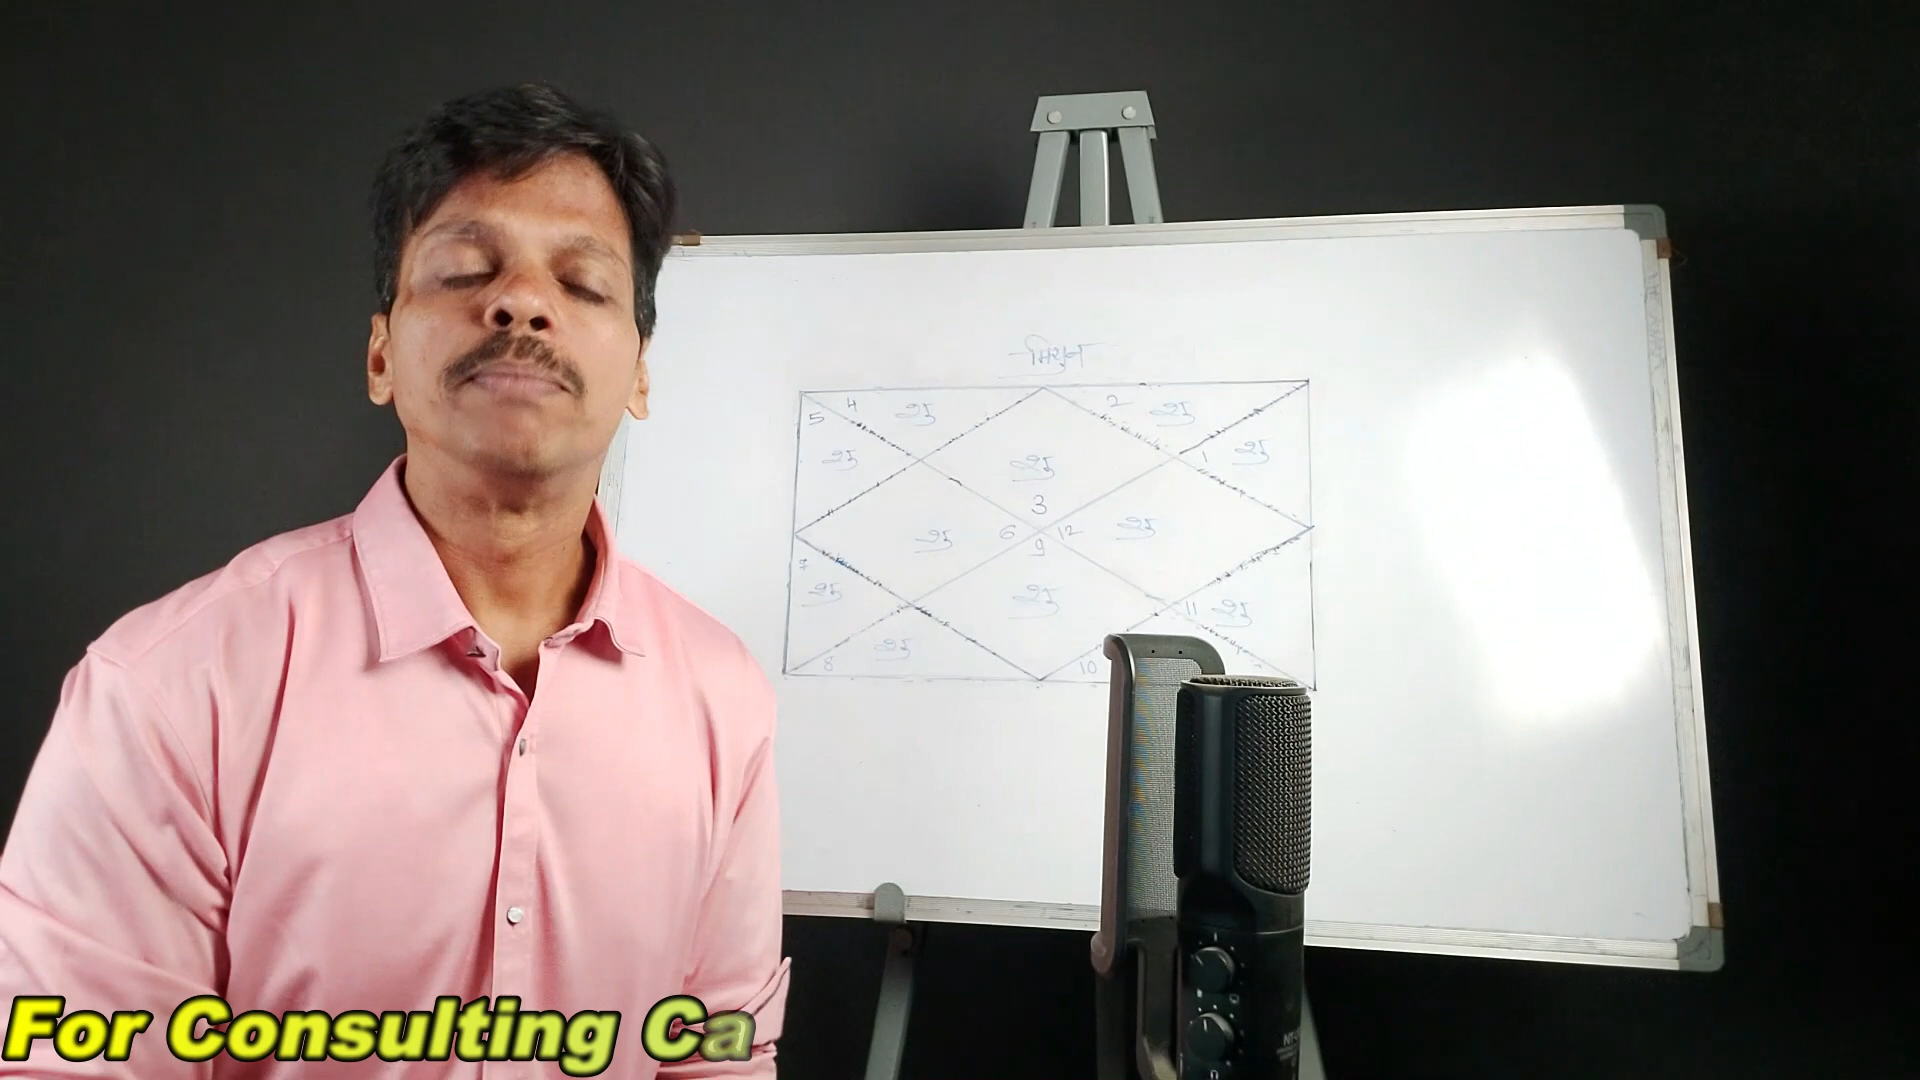 मिथुन
4 शु 2 शु
5 शु 1 शु
शु
3
शु 6 12 शु
9
7 शु शु 11 शु
8 शु 10
For Consulting Ca